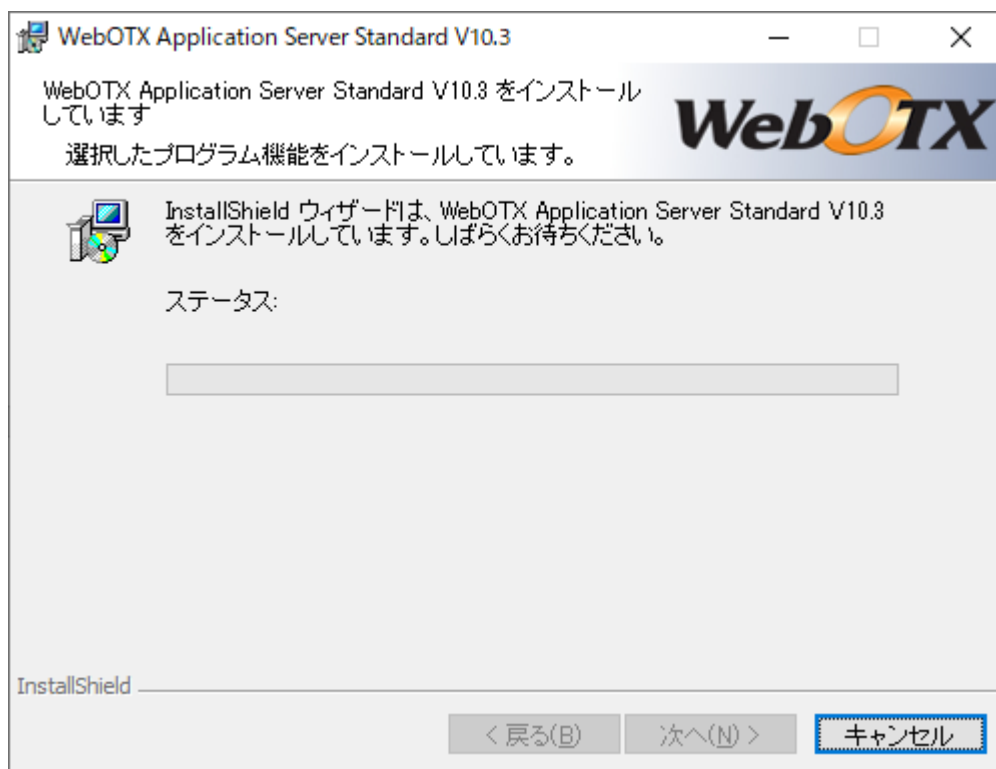 WebOTX Application Server Standard V10.3
WebOTX Application Server Standard V10.3 をインストール
しています
選択したプログラム機能をインストールしています。
WebOTX
InstallShield ウィザードは、WebOTX Application Server Standard V10.3
をインストールしています。しばらくお待ちください。
ステータス:
InstallShield
< 戻る(B)
次へ(N) >
キャンセル